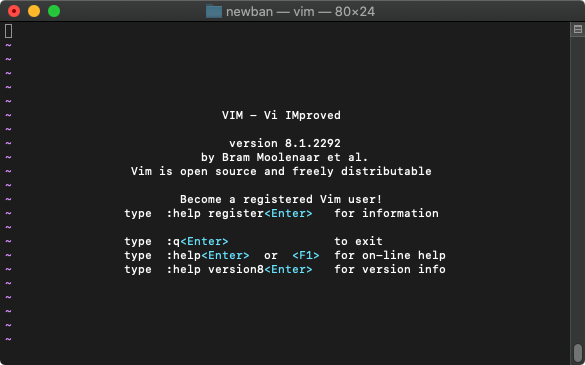 newban — vim — 80×24
~
~
~
~
~
~
VIM - Vi IMproved
~
~
version 8.1.2292
~
by Bram Moolenaar et al.
~
Vim is open source and freely distributable
~
~
Become a registered Vim user!
~
type :help register<Enter> for information
~
~
type :q<Enter> to exit
~
type :help<Enter> or <F1> for on-line help
~
type :help version8<Enter> for version info
~
~
~
~
~